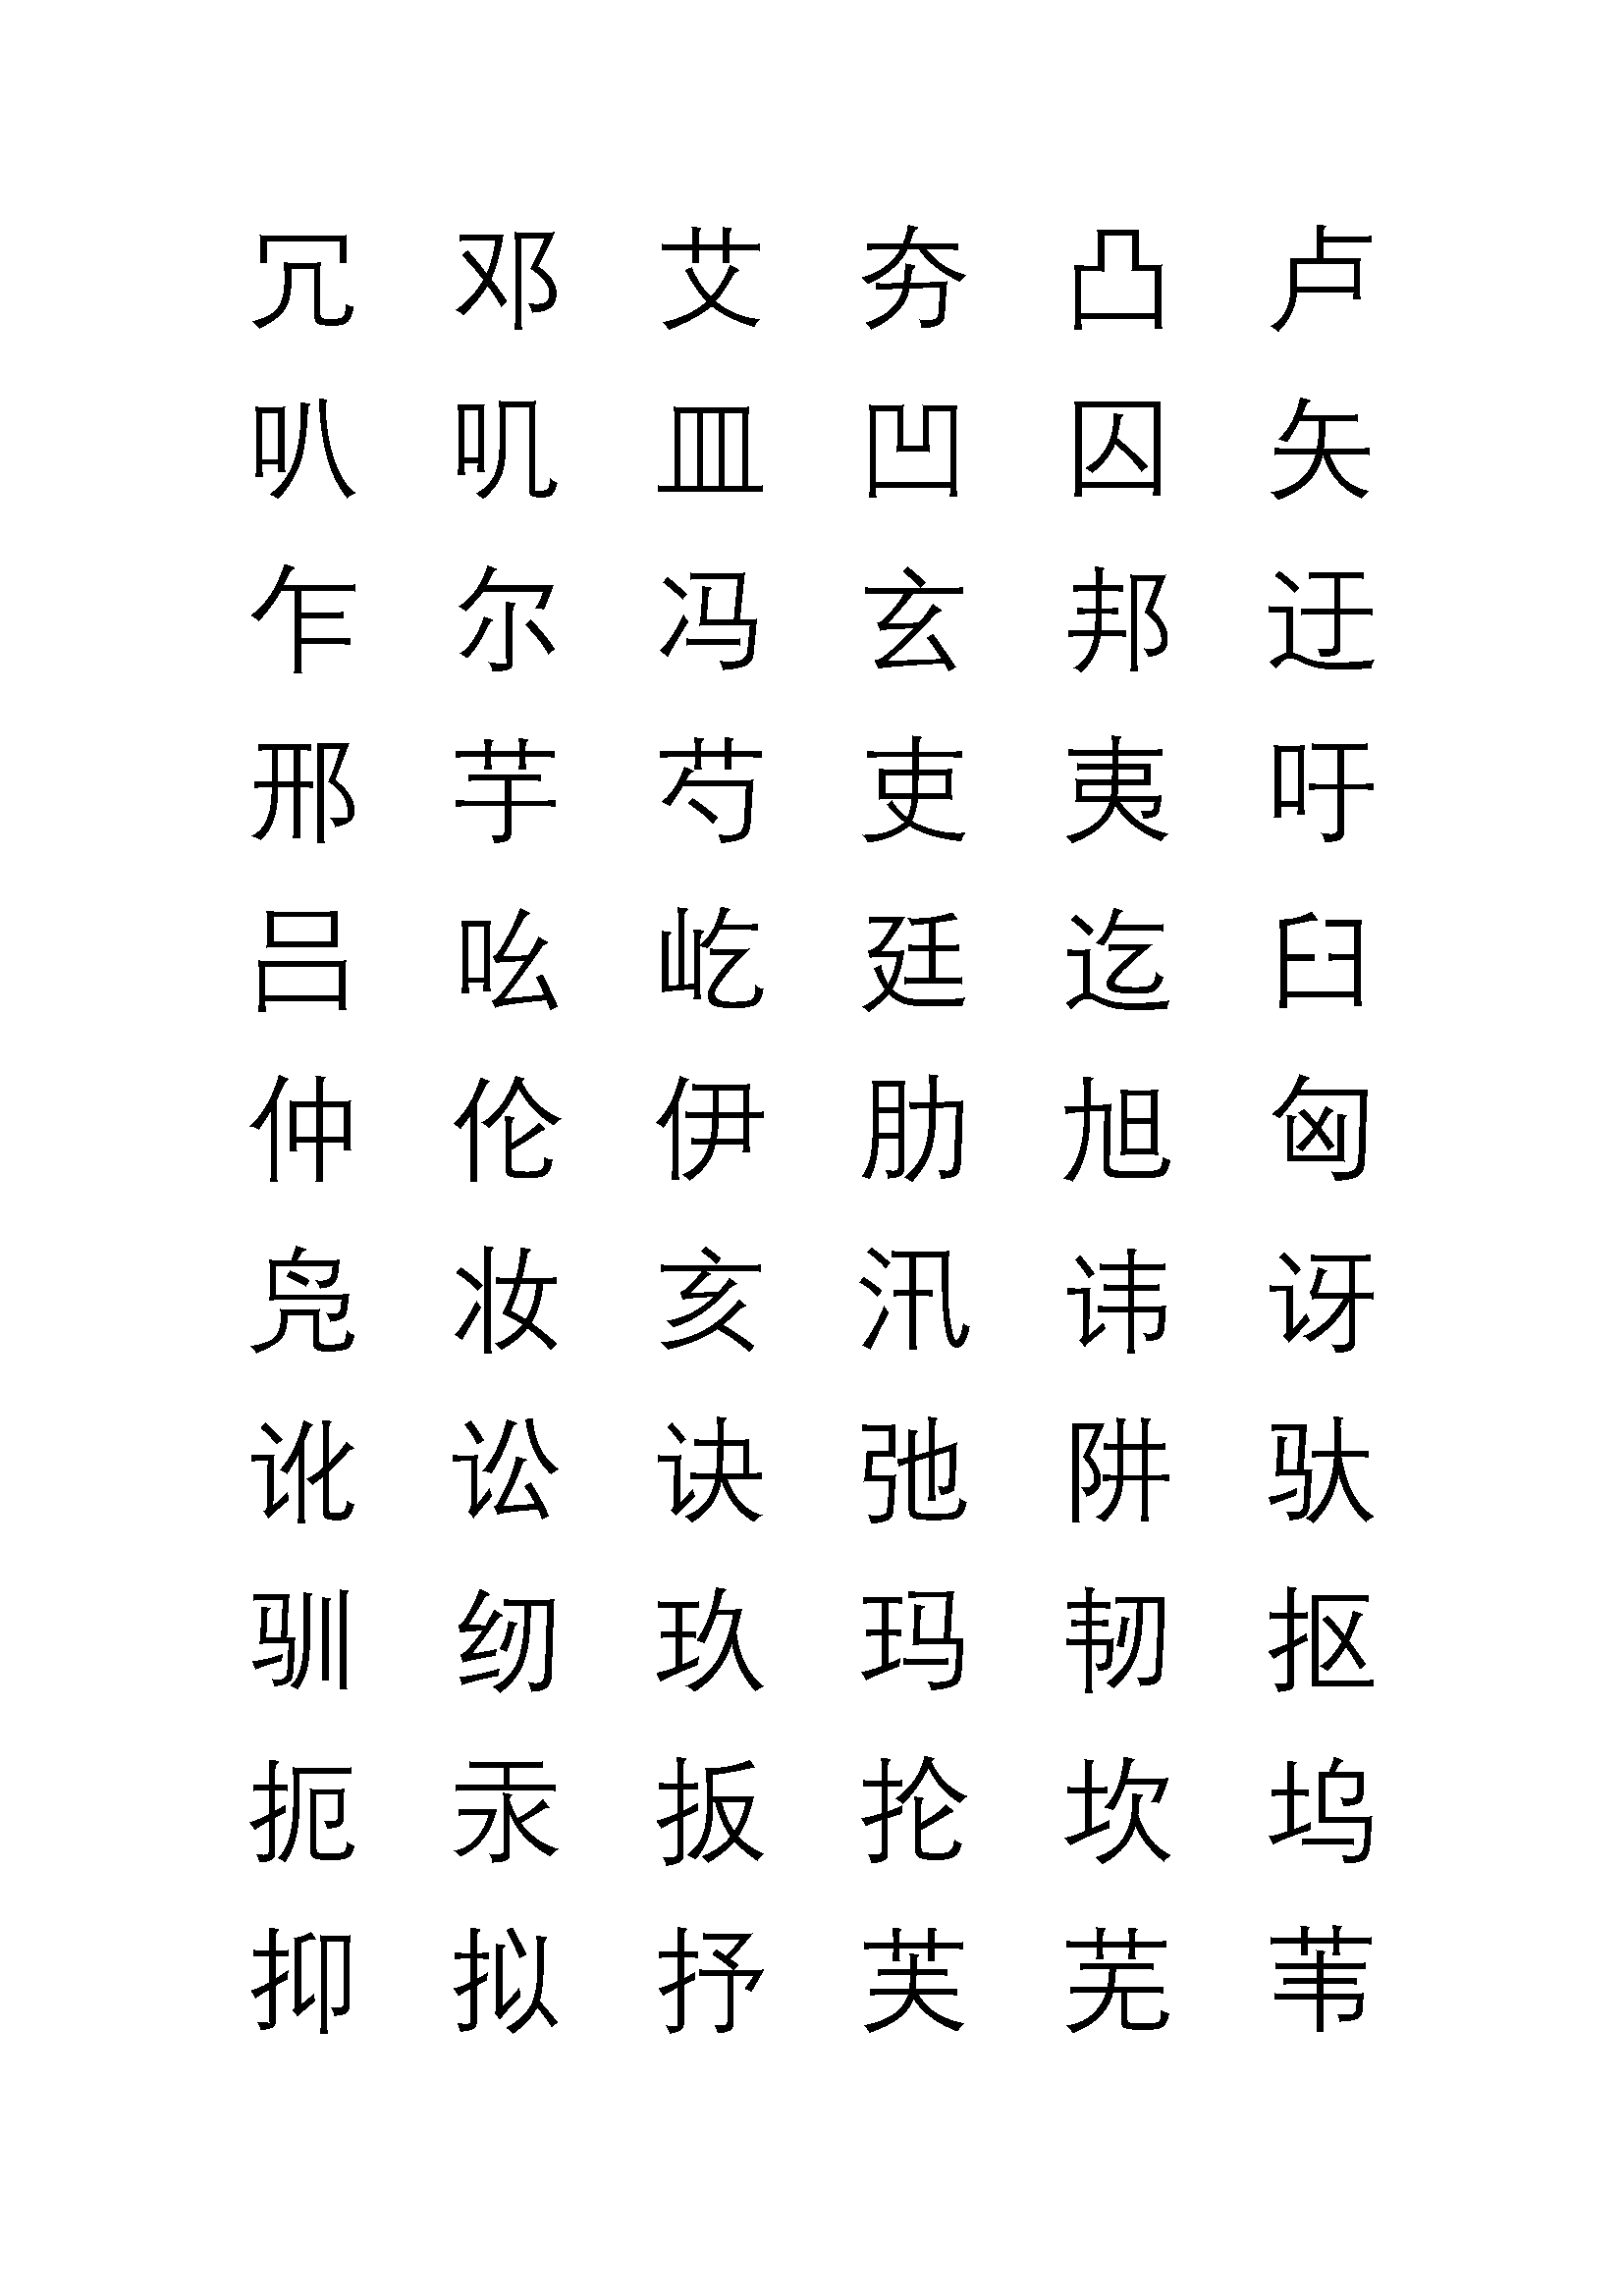 冗 邓 艾 夯 凸 卢
叭 叽 皿 凹 囚 矢
乍 尔 冯 玄 邦 迂
邢 芋 芍 吏 夷 吁
吕 吆 屹 廷 迄 臼
仲 伦 伊 肋 旭 匈
凫 妆 亥 汛 讳 讶
讹 讼 诀 弛 阱 驮
驯 纫 玖 玛 韧 抠
扼 汞 扳 抡 坎 坞
抑 拟 抒 芙 芜 苇